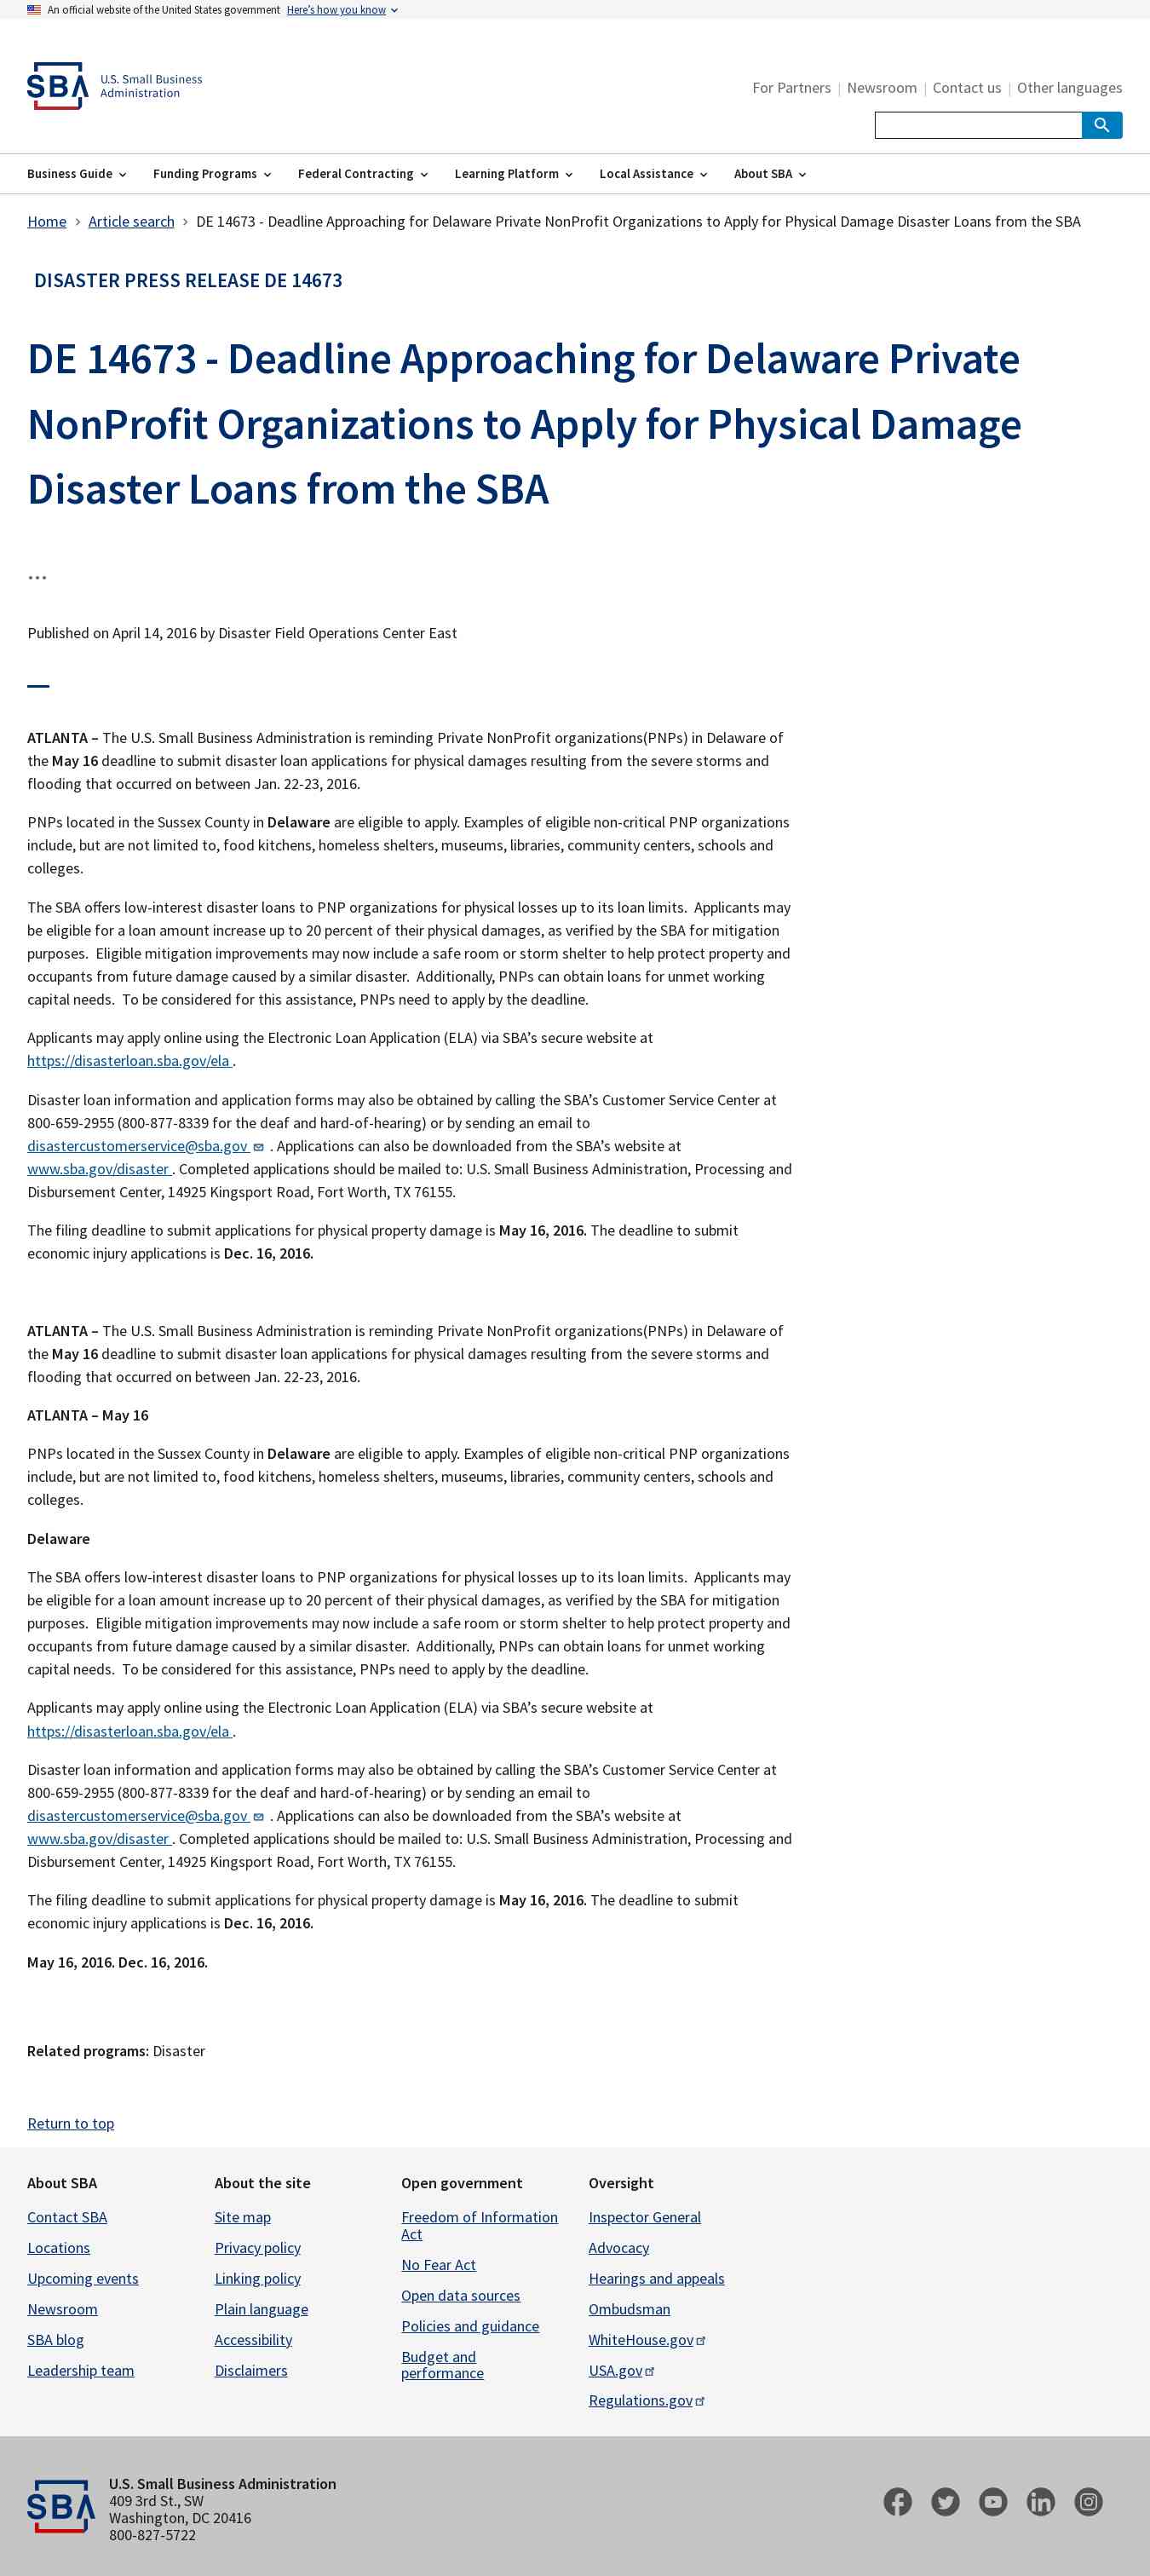 An official website of the United States government Here's how you know
SBA U.S. Small Business
Administration
For Partners | Newsroom | Contact us | Other languages
Business Guide Funding Programs Federal Contracting Learning Platform Local Assistance About SBA
Home > Article search > DE 14673 - Deadline Approaching for Delaware Private NonProfit Organizations to Apply for Physical Damage Disaster Loans from the SBA
DISASTER PRESS RELEASE DE 14673
DE 14673 - Deadline Approaching for Delaware Private
NonProfit Organizations to Apply for Physical Damage
Disaster Loans from the SBA
...
Published on April 14, 2016 by Disaster Field Operations Center East
ATLANTA – The U.S. Small Business Administration is reminding Private NonProfit organizations(PNPs) in Delaware of
the May 16 deadline to submit disaster loan applications for physical damages resulting from the severe storms and
flooding that occurred on between Jan. 22-23, 2016.
PNPs located in the Sussex County in Delaware are eligible to apply. Examples of eligible non-critical PNP organizations
include, but are not limited to, food kitchens, homeless shelters, museums, libraries, community centers, schools and
colleges.
The SBA offers low-interest disaster loans to PNP organizations for physical losses up to its loan limits.  Applicants may
be eligible for a loan amount increase up to 20 percent of their physical damages, as verified by the SBA for mitigation
purposes.  Eligible mitigation improvements may now include a safe room or storm shelter to help protect property and
occupants from future damage caused by a similar disaster.  Additionally, PNPs can obtain loans for unmet working
capital needs.  To be considered for this assistance, PNPs need to apply by the deadline.
Applicants may apply online using the Electronic Loan Application (ELA) via SBA’s secure website at
https://disasterloan.sba.gov/ela .
Disaster loan information and application forms may also be obtained by calling the SBA’s Customer Service Center at
800-659-2955 (800-877-8339 for the deaf and hard-of-hearing) or by sending an email to
disastercustomerservice@sba.gov . Applications can also be downloaded from the SBA’s website at
www.sba.gov/disaster . Completed applications should be mailed to: U.S. Small Business Administration, Processing and
Disbursement Center, 14925 Kingsport Road, Fort Worth, TX 76155.
The filing deadline to submit applications for physical property damage is May 16, 2016. The deadline to submit
economic injury applications is Dec. 16, 2016.
ATLANTA – The U.S. Small Business Administration is reminding Private NonProfit organizations(PNPs) in Delaware of
the May 16 deadline to submit disaster loan applications for physical damages resulting from the severe storms and
flooding that occurred on between Jan. 22-23, 2016.
ATLANTA – May 16
PNPs located in the Sussex County in Delaware are eligible to apply. Examples of eligible non-critical PNP organizations
include, but are not limited to, food kitchens, homeless shelters, museums, libraries, community centers, schools and
colleges.
Delaware
The SBA offers low-interest disaster loans to PNP organizations for physical losses up to its loan limits.  Applicants may
be eligible for a loan amount increase up to 20 percent of their physical damages, as verified by the SBA for mitigation
purposes.  Eligible mitigation improvements may now include a safe room or storm shelter to help protect property and
occupants from future damage caused by a similar disaster.  Additionally, PNPs can obtain loans for unmet working
capital needs.  To be considered for this assistance, PNPs need to apply by the deadline.
Applicants may apply online using the Electronic Loan Application (ELA) via SBA’s secure website at
https://disasterloan.sba.gov/ela .
Disaster loan information and application forms may also be obtained by calling the SBA’s Customer Service Center at
800-659-2955 (800-877-8339 for the deaf and hard-of-hearing) or by sending an email to
disastercustomerservice@sba.gov . Applications can also be downloaded from the SBA’s website at
www.sba.gov/disaster . Completed applications should be mailed to: U.S. Small Business Administration, Processing and
Disbursement Center, 14925 Kingsport Road, Fort Worth, TX 76155.
The filing deadline to submit applications for physical property damage is May 16, 2016. The deadline to submit
economic injury applications is Dec. 16, 2016.
May 16, 2016. Dec. 16, 2016.
Related programs: Disaster
Return to top
About SBA
Contact SBA
Locations
Upcoming events
Newsroom
SBA blog
Leadership team
About the site
Site map
Privacy policy
Linking policy
Plain language
Accessibility
Disclaimers
Open government
Freedom of Information
Act
No Fear Act
Open data sources
Policies and guidance
Budget and
performance
Oversight
Inspector General
Advocacy
Hearings and appeals
Ombudsman
WhiteHouse.gov
USA.gov
Regulations.gov
SBA
U.S. Small Business Administration
409 3rd St., SW
Washington, DC 20416
800-827-5722